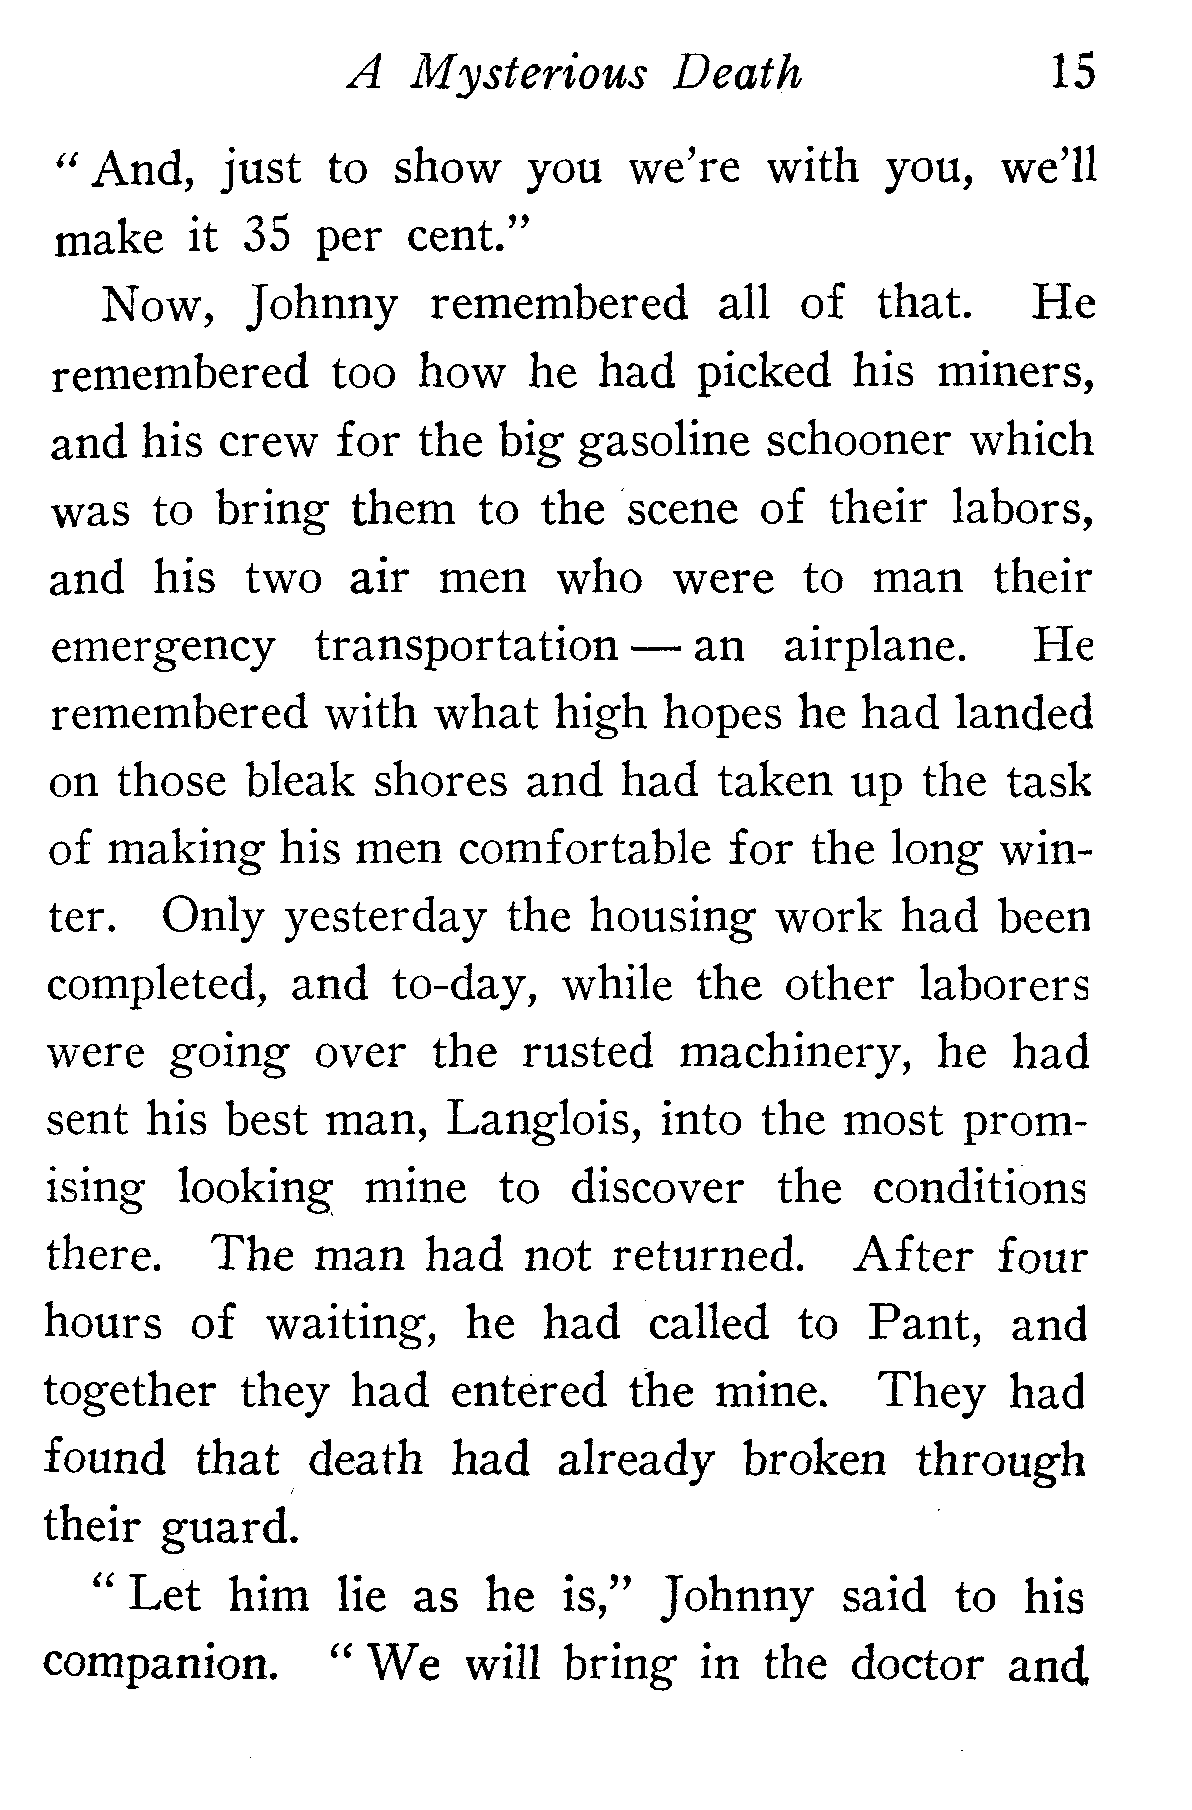 A Mysterious Death 15
“ And, just to show you we’re with you, we’ll
make it 35 per cent.”
Now, Johnny remembered all of that. He
remembered too how he had picked his miners,
and his crew for the big gasoline schooner which
was to bring them to the scene of their labors,
and his two air men who were to man their
emergency transportation — an airplane. He
remembered with what high hopes he had landed
on those bleak shores and had taken up the task
of making his men comfortable for the long win-
ter. Only yesterday the housing work had been
completed, and to-day, while the other laborers
were going over the rusted machinery, he had
sent his best man, Langlois, into the most prom-
ising looking mine to discover the conditions
there. The man had not returned. After four
hours of waiting, he had called to Pant, and
together they had entered the mine. They had
found that death had already broken through
their guard.
“ Let him lie as he is,” Johnny said to his
companion. “ We will bring in the doctor and